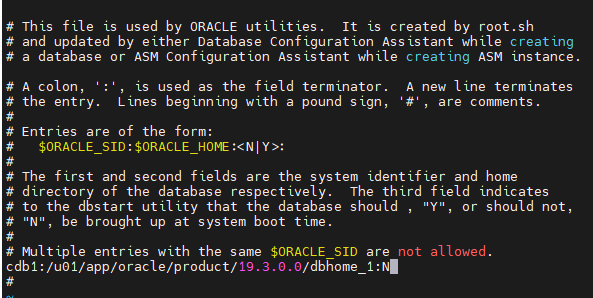 # This file is used by ORACLE utilities.  It is created by root.sh
# and updated by either Database Configuration Assistant while creating
# a database or ASM Configuration Assistant while creating ASM instance.

# A colon, ':', is used as the field terminator.  A new line terminates
# the entry.  Lines beginning with a pound sign, '#', are comments.
#
# Entries are of the form:
#   $ORACLE_SID:$ORACLE_HOME:<N|Y>:
#
# The first and second fields are the system identifier and home
# directory of the database respectively.  The third field indicates
# to the dbstart utility that the database should , "Y", or should not,
# "N", be brought up at system boot time.
#
# Multiple entries with the same $ORACLE_SID are not allowed.
cdb1:/u01/app/oracle/product/19.3.0.0/dbhome_1:N
#